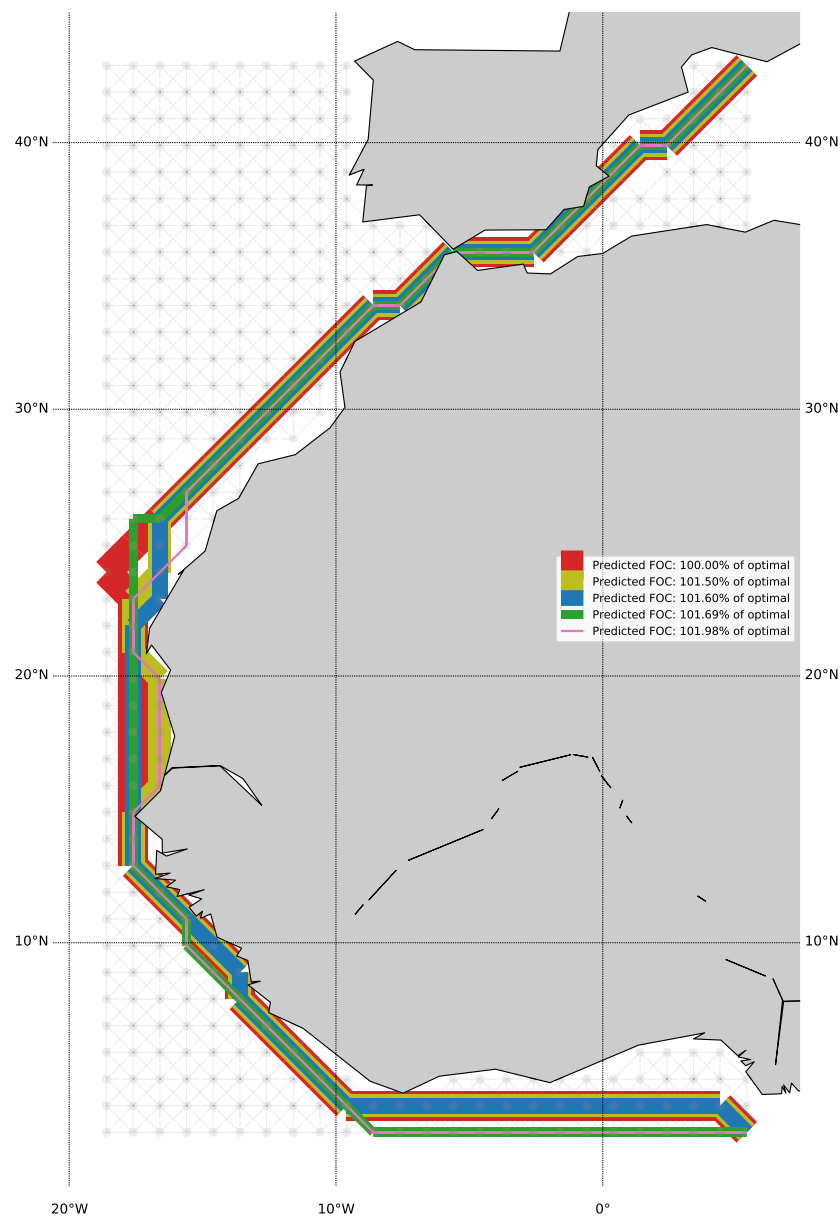 40°N 40°N
30°N 30°N
Predicted FOC: 100.00% of optimal
Predicted FOC: 101.50% of optimal
Predicted FOC: 101.60% of optimal
Predicted FOC: 101.69% of optimal
Predicted FOC: 101.98% of optimal
20°N 20°N
10°N 10°N
20°W 10°W 0°